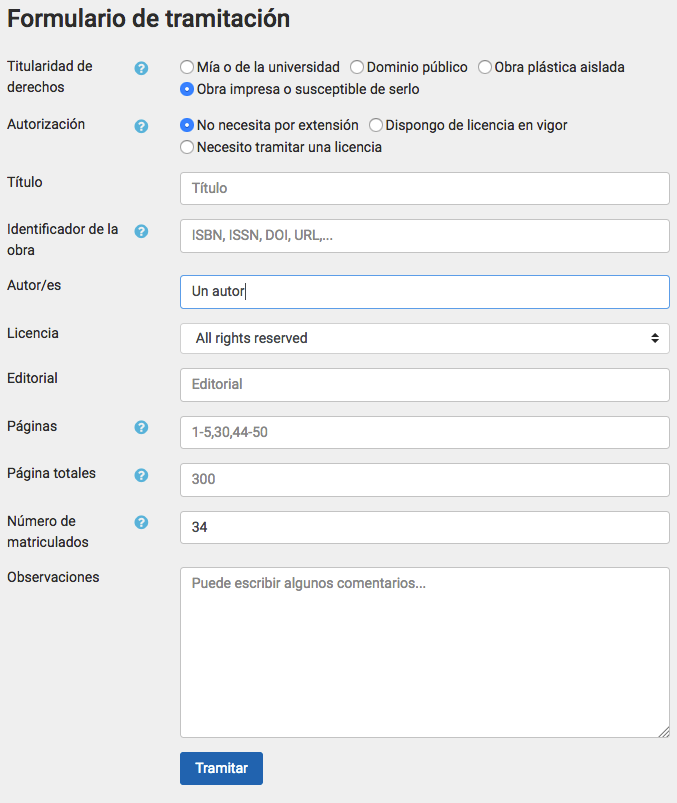 Formulario de tramitación
Titularidad de derechos
Mía o de la universidad Dominio público Obra plástica aislada
Obra impresa o susceptible de serlo
Autorización
No necesita por extensión Dispongo de licencia en vigor
Necesito tramitar una licencia
Título
Título
Identificador de la obra
ISBN, ISSN, DOI, URL,...
Autor/es
Un autor
Licencia
All rights reserved
Editorial
Editorial
Páginas
1-5,30,44-50
Página totales
300
Número de matriculados
34
Observaciones
Puede escribir algunos comentarios...
Tramitar